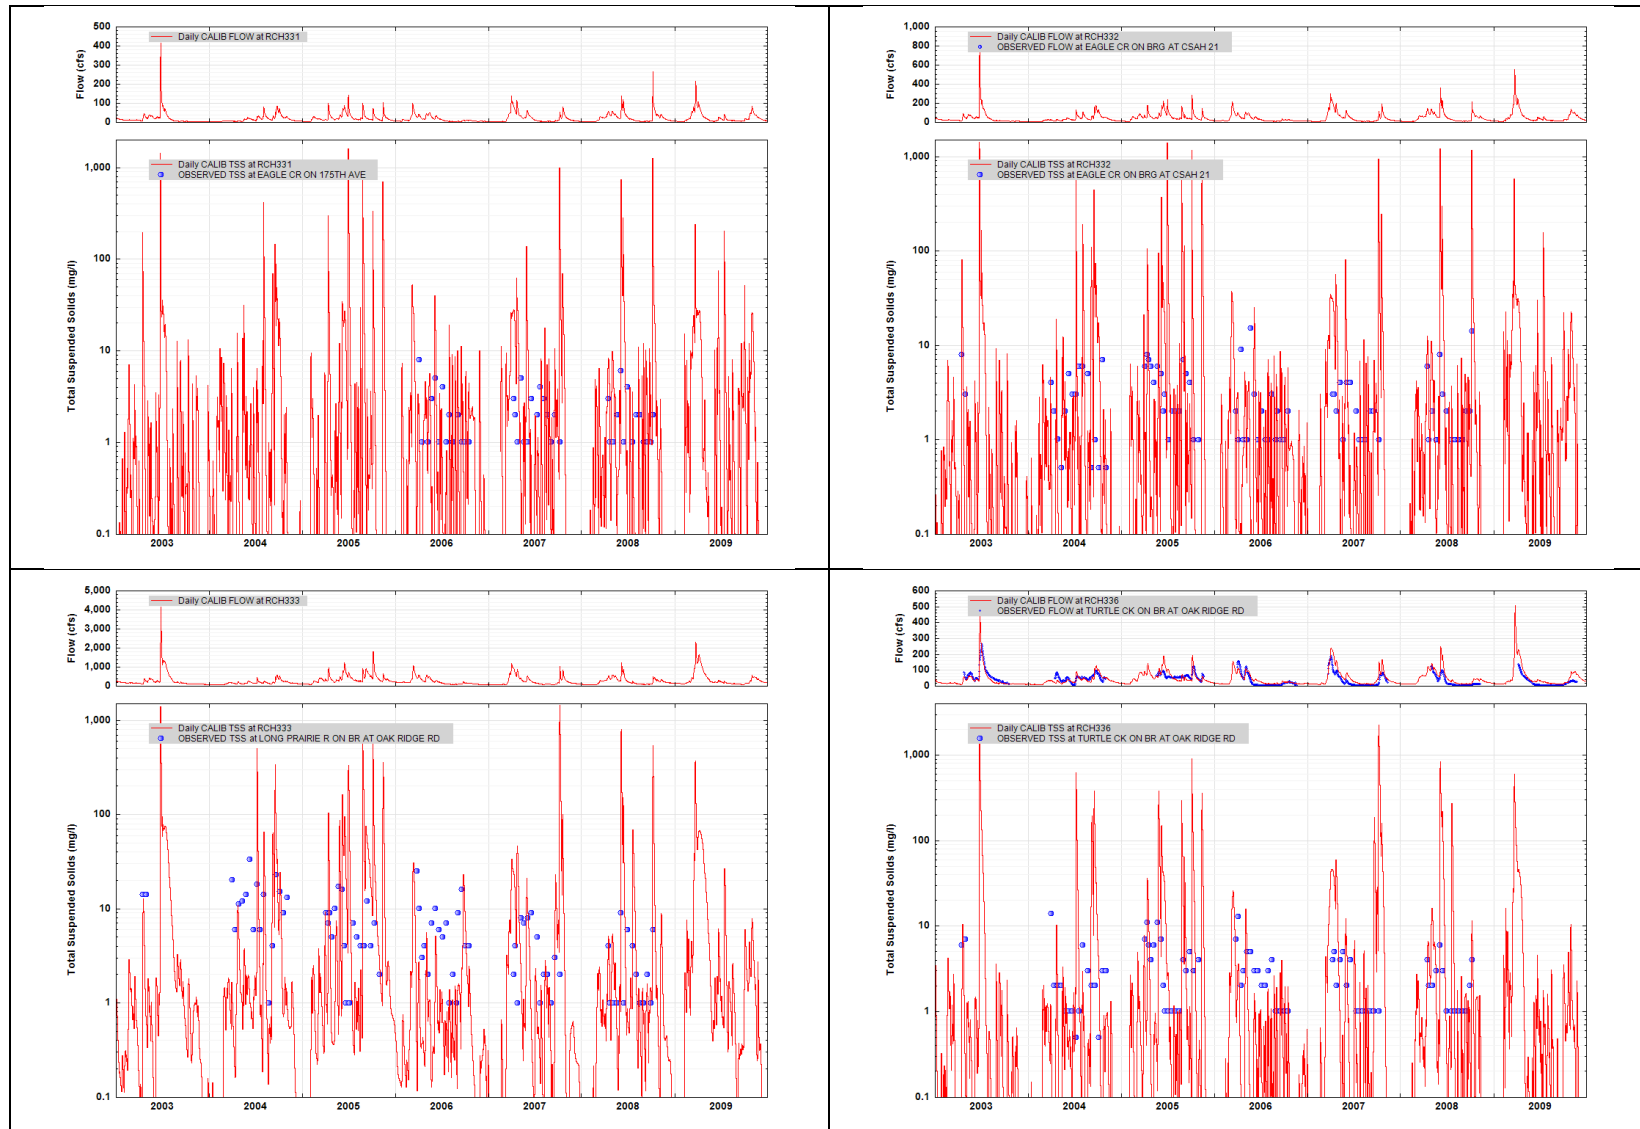 500
400
300
200
100
0
Flow (cfs)
Daily CALIB FLOW at RCH331
1,000
100
10
1
0.1
Total Suspended Solids (mg/l)
Daily CALIB TSS at RCH331
OBSERVED TSS at EAGLE CR ON 175TH AVE
2003 2004 2005 2006 2007 2008 2009
1,000
800
600
400
200
0
Flow (cfs)
Daily CALIB FLOW at RCH332
OBSERVED FLOW at EAGLE CR ON BRG AT CSAH 21
1,000
100
10
1
0.1
Total Suspended Solids (mg/l)
Daily CALIB TSS at RCH332
OBSERVED TSS at EAGLE CR ON BRG AT CSAH 21
2003 2004 2005 2006 2007 2008 2009
5,000
4,000
3,000
2,000
1,000
0
Flow (cfs)
Daily CALIB FLOW at RCH333
1,000
100
10
1
0.1
Total Suspended Solids (mg/l)
Daily CALIB TSS at RCH333
OBSERVED TSS at LONG PRAIRIE R ON BR AT OAK RIDGE RD
2003 2004 2005 2006 2007 2008 2009
600
500
400
300
200
100
0
Flow (cfs)
Daily CALIB FLOW at RCH336
OBSERVED FLOW at TURTLE CK ON BR AT OAK RIDGE RD
1,000
100
10
1
0.1
Total Suspended Solids (mg/l)
Daily CALIB TSS at RCH336
OBSERVED TSS at TURTLE CK ON BR AT OAK RIDGE RD
2003 2004 2005 2006 2007 2008 2009